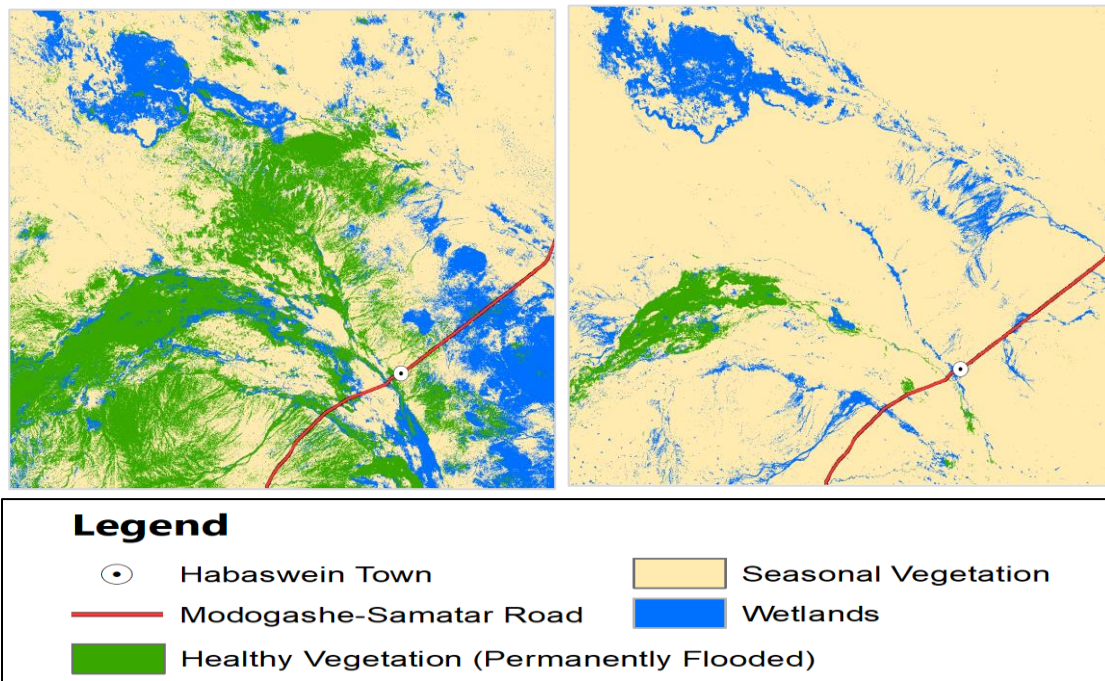 Legend
Habaswein Town
Modogashe-Samatar Road
Healthy Vegetation (Permanently Flooded)
Seasonal Vegetation
Wetlands